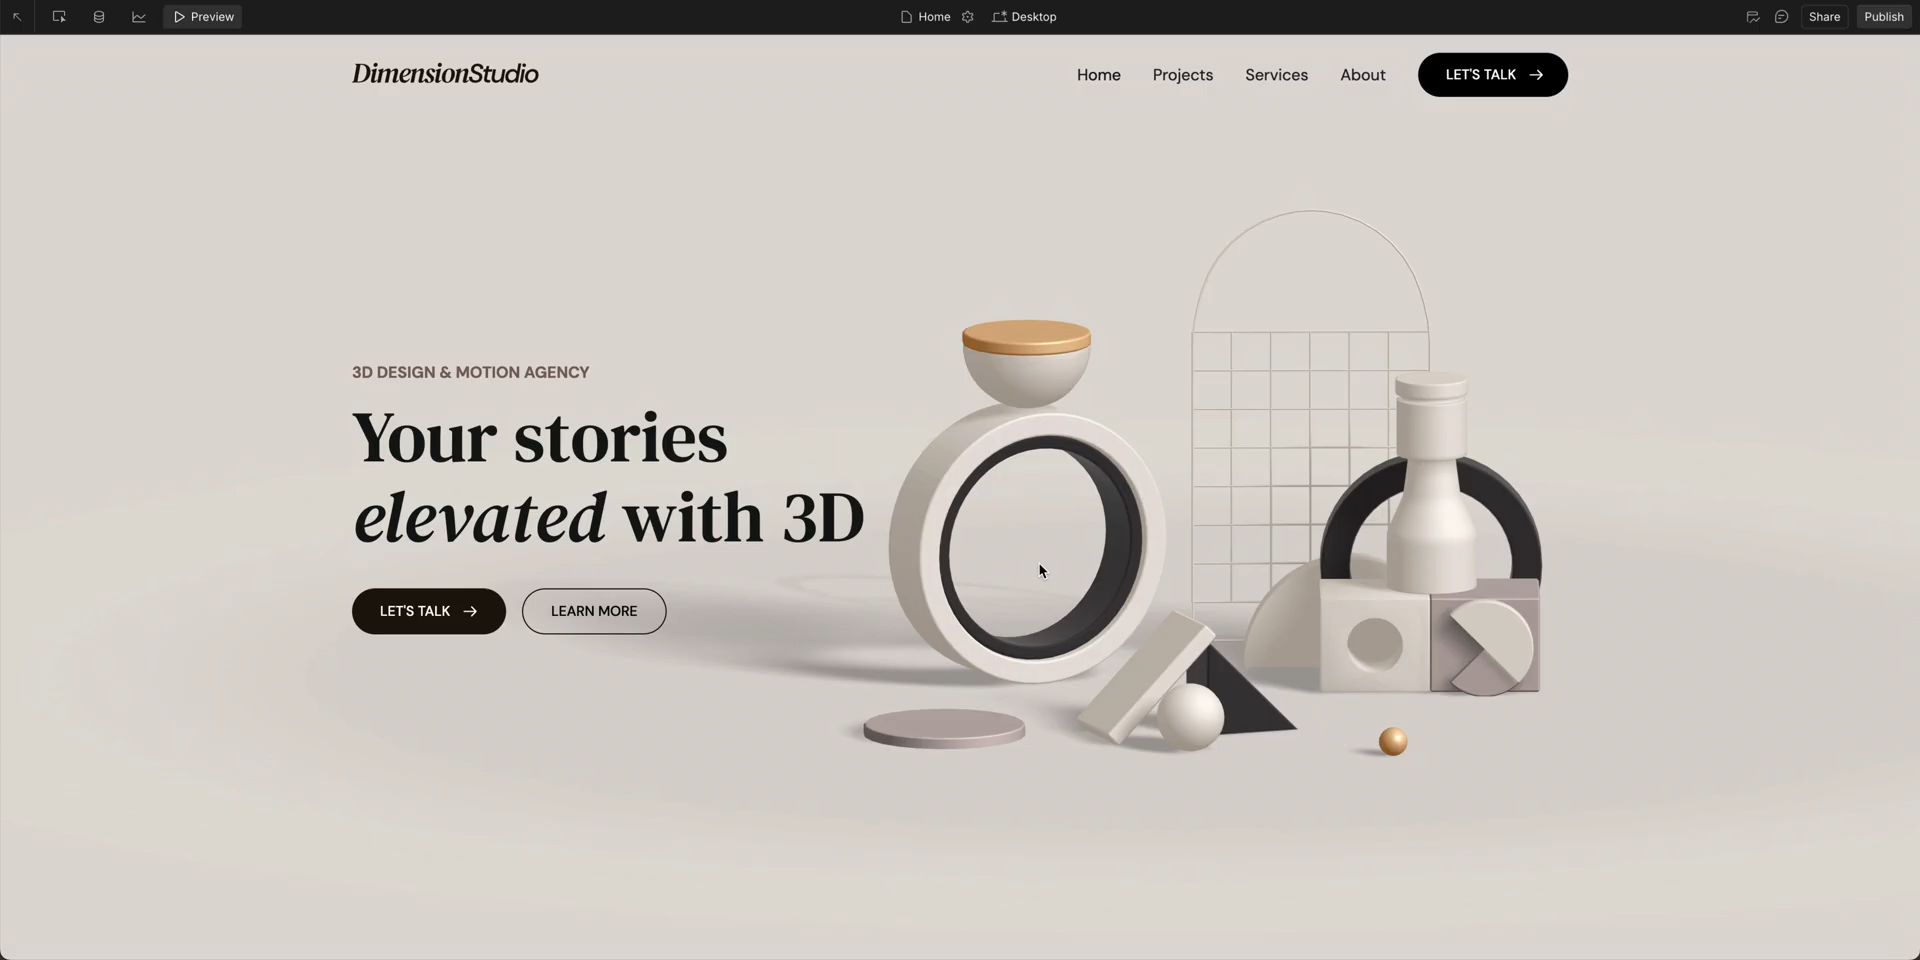 Preview
Home
Desktop
Share
Publish
DimensionStudio
Home
Projects
Services
About
LET'S TALK
3D DESIGN & MOTION AGENCY
Your stories
elevated with 3D
LET'S TALK
LEARN MORE